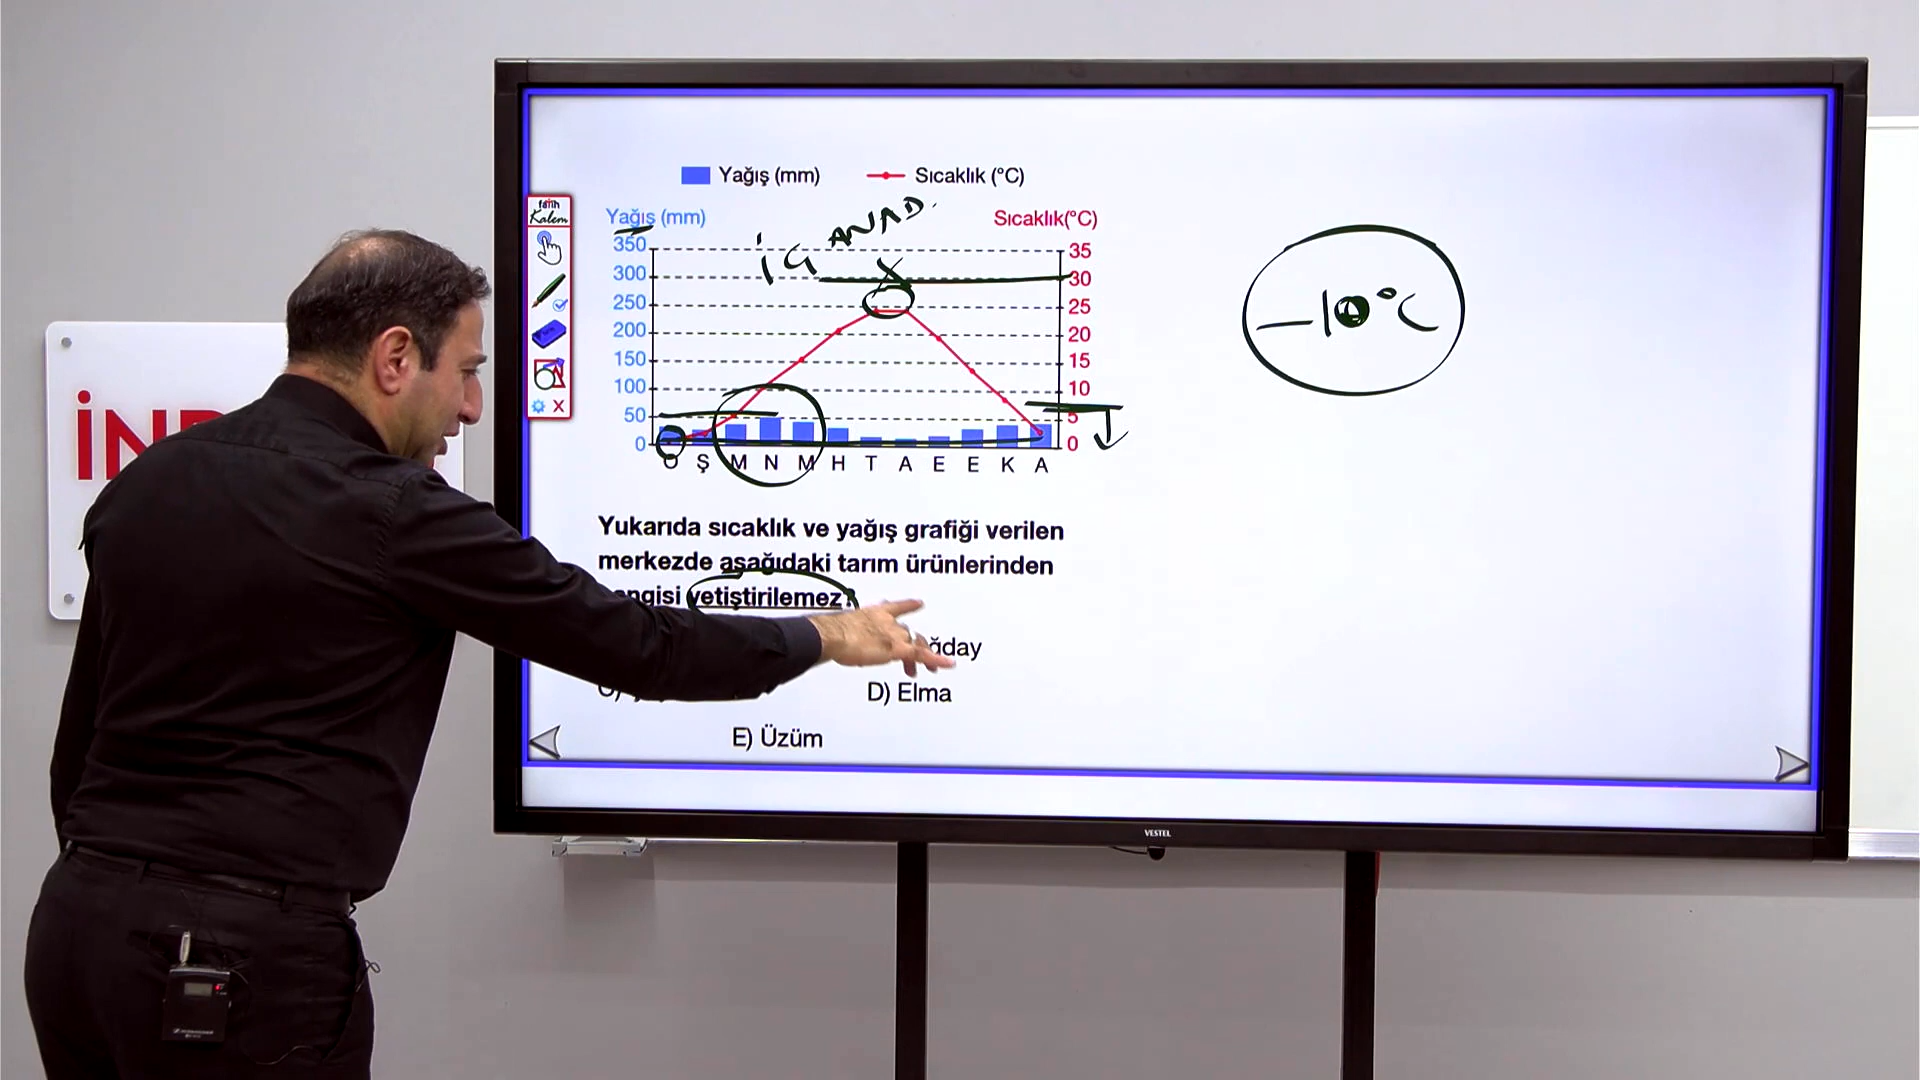 Yağış (mm) Sıcaklık (°C)
fatih
Kalem
Yağış (mm) Sıcaklık(°C)
İÇ ANAD.
350 35
300 30
250 25
200 20
150 15
100 10
50 5
0 0
O Ş M N M H T A E E K A
-10°C
X
İN
Yukarıda sıcaklık ve yağış grafiği verilen
merkezde aşağıdaki tarım ürünlerinden
yetiştirilemez?
D) Elma
E) Üzüm
VESTEL